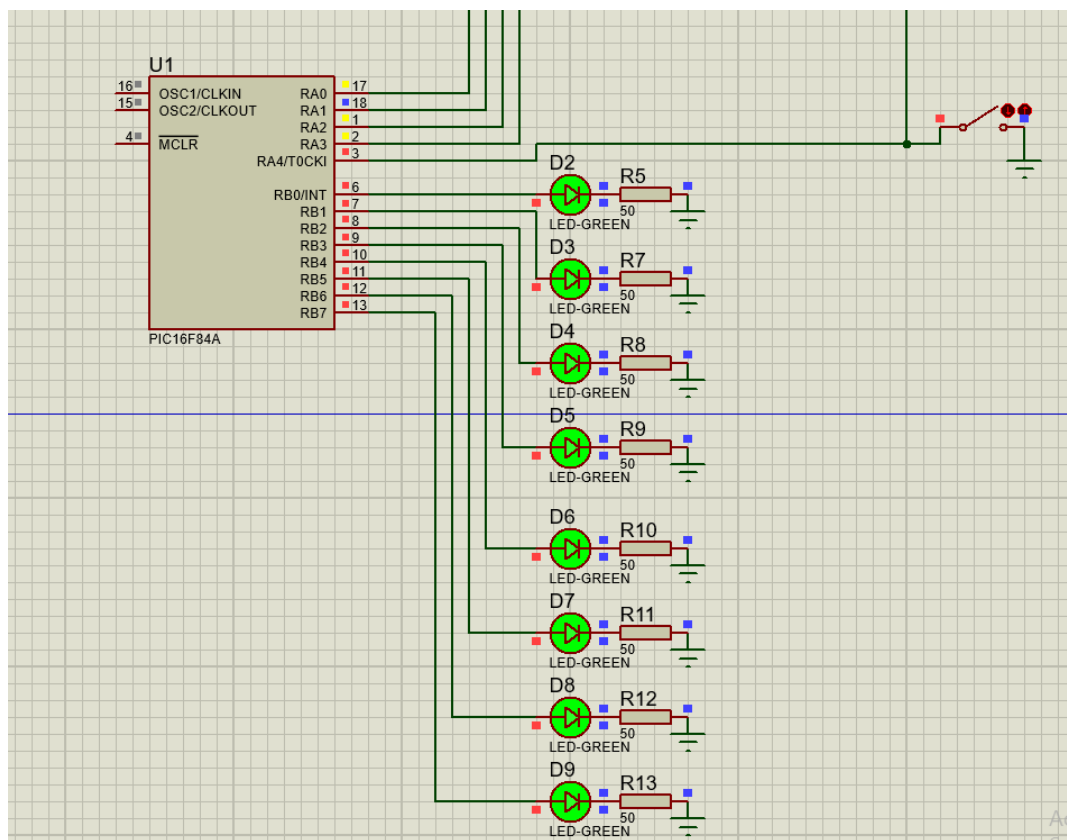 U1
16
OSC1/CLKIN
RA0
17
15
OSC2/CLKOUT
RA1
18
RA2
1
4
MCLR
RA3
2
RA4/T0CKI
3
RB0/INT
6
RB1
7
RB2
8
RB3
9
RB4
10
RB5
11
RB6
12
RB7
13
PIC16F84A
D2
R5
50
LED-GREEN
D3
R7
50
LED-GREEN
D4
R8
50
LED-GREEN
D5
R9
50
LED-GREEN
D6
R10
50
LED-GREEN
D7
R11
50
LED-GREEN
D8
R12
50
LED-GREEN
D9
R13
50
LED-GREEN